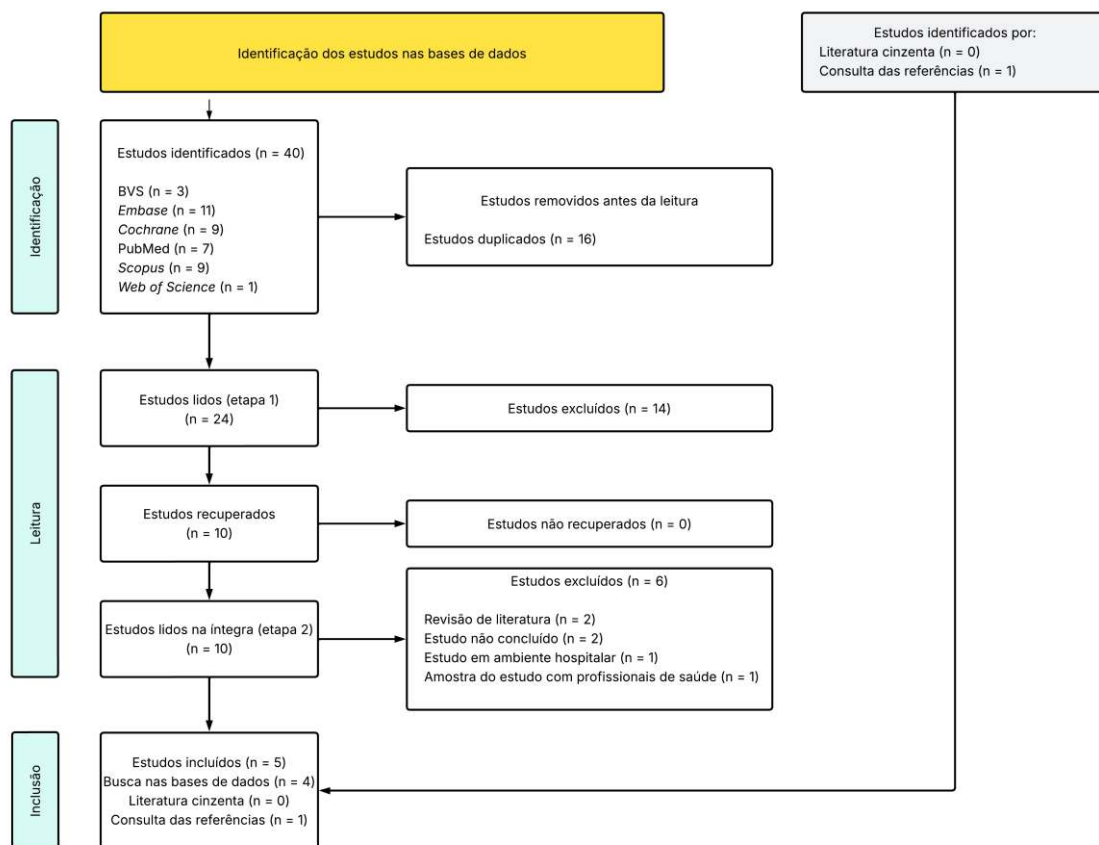 Identificação dos estudos nas bases de dados
Estudos identificados por:
Literatura cinzenta (n = 0)
Consulta das referências (n = 1)
Identificação
Estudos identificados (n = 40)
BVS (n = 3)
Embase (n = 11)
Cochrane (n = 9)
PubMed (n = 7)
Scopus (n = 9)
Web of Science (n = 1)
Estudos removidos antes da leitura
Estudos duplicados (n = 16)
Leitura
Estudos lidos (etapa 1)
(n = 24)
Estudos excluídos (n = 14)
Estudos recuperados
(n = 10)
Estudos não recuperados (n = 0)
Estudos lidos na íntegra (etapa 2)
(n = 10)
Estudos excluídos (n = 6)
Revisão de literatura (n = 2)
Estudo não concluído (n = 2)
Estudo em ambiente hospitalar (n = 1)
Amostra do estudo com profissionais de saúde (n = 1)
Inclusão
Estudos incluídos (n = 5)
Busca nas bases de dados (n = 4)
Literatura cinzenta (n = 0)
Consulta das referências (n = 1)